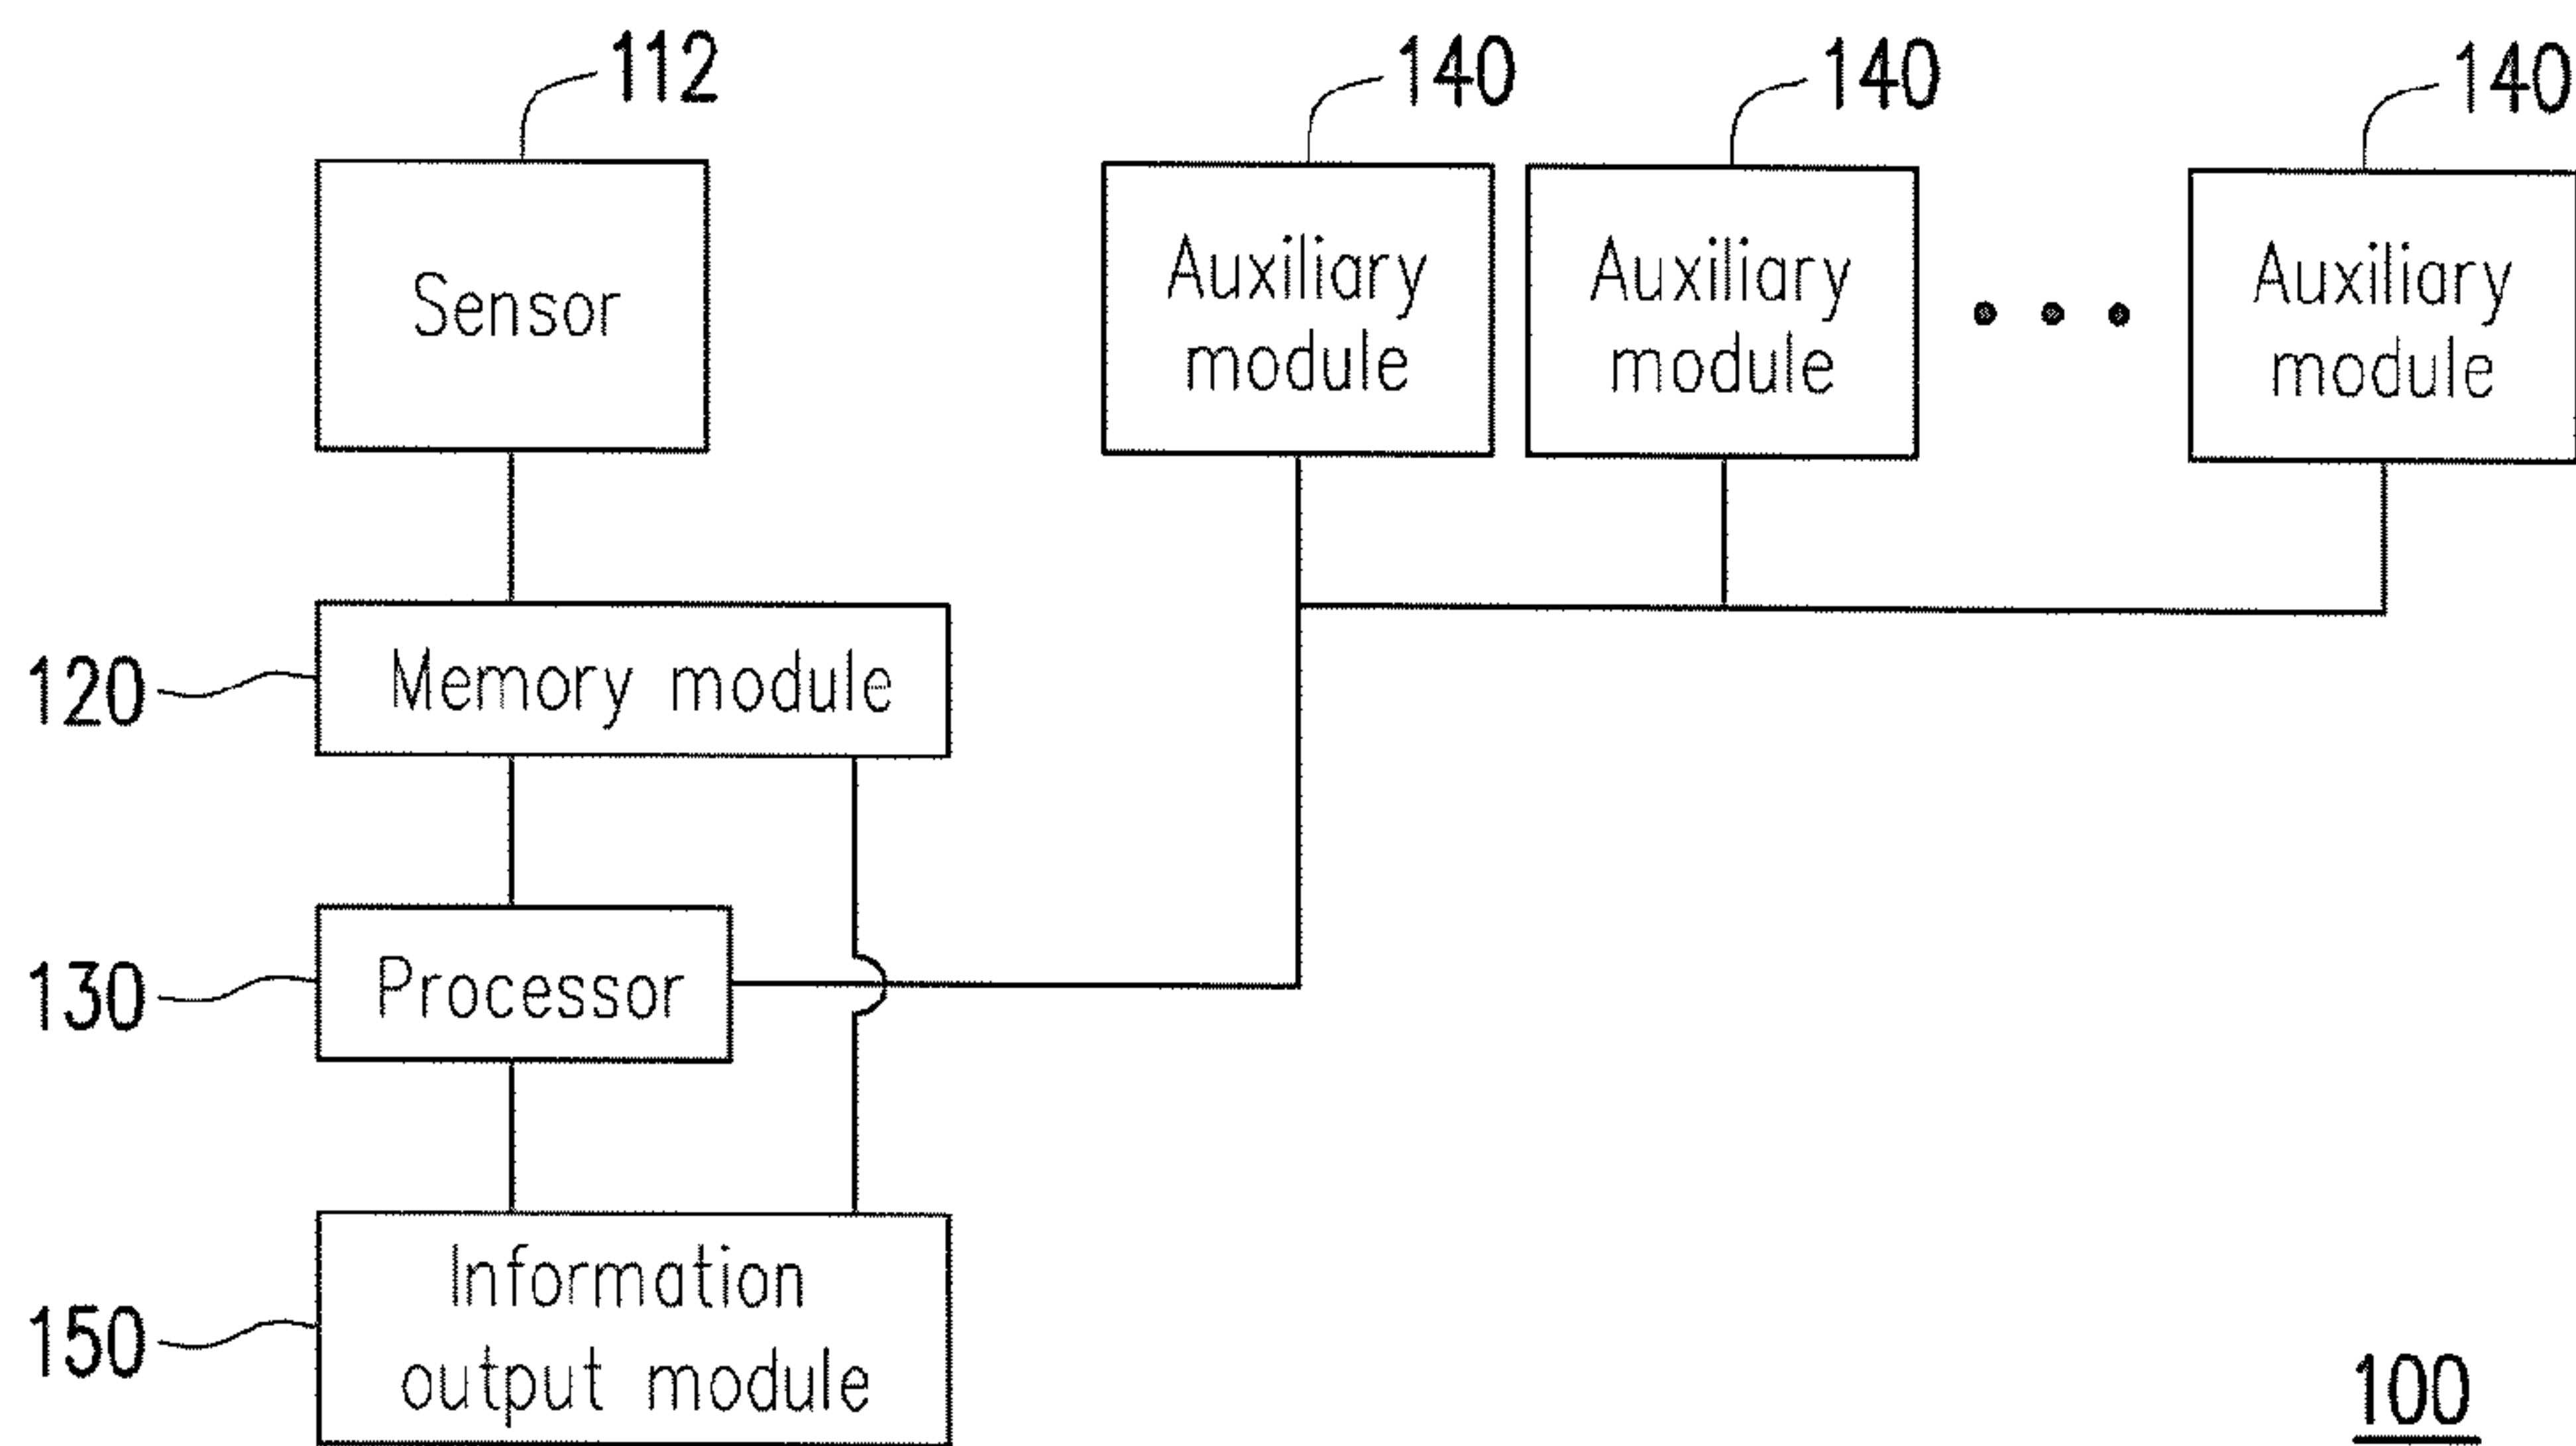 112
140
140
140
Sensor
Auxiliary
module
Auxiliary
module
Auxiliary
module
120
Memory module
130
Processor
150
Information
output module
100